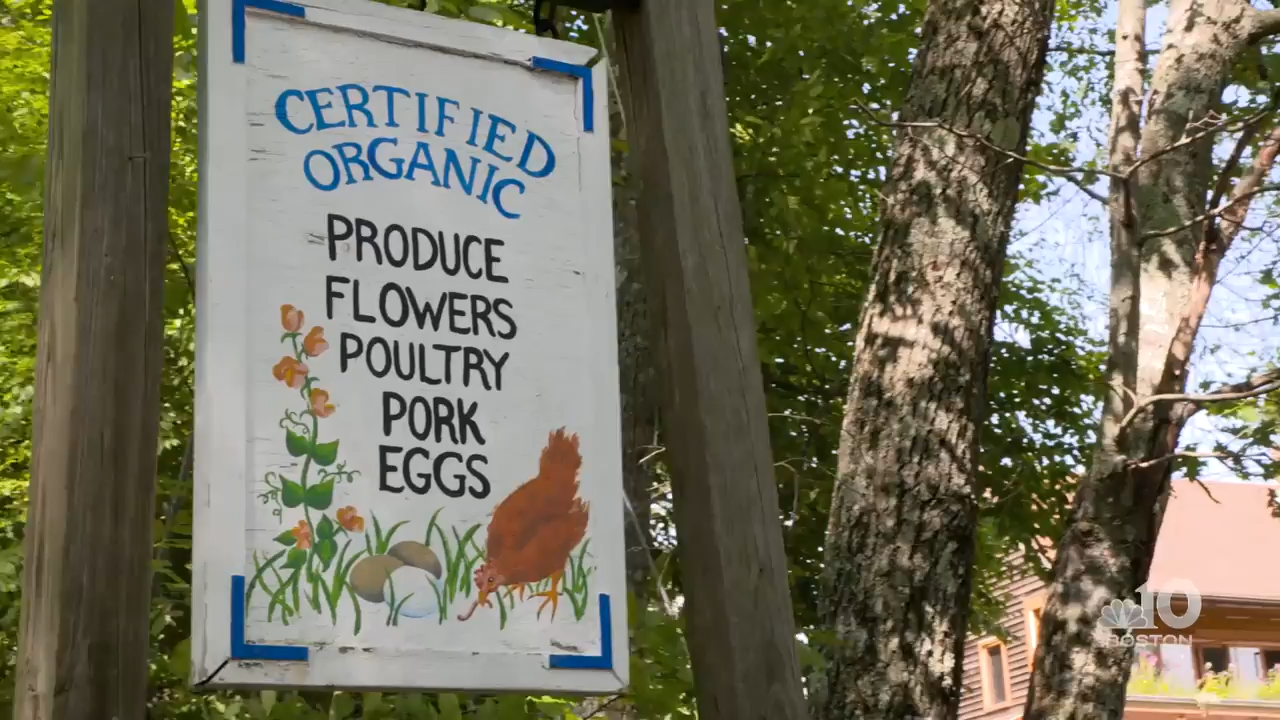 CERTIFIED
ORGANIC
PRODUCE
FLOWERS
POULTRY
PORK
EGGS
10
BOSTON